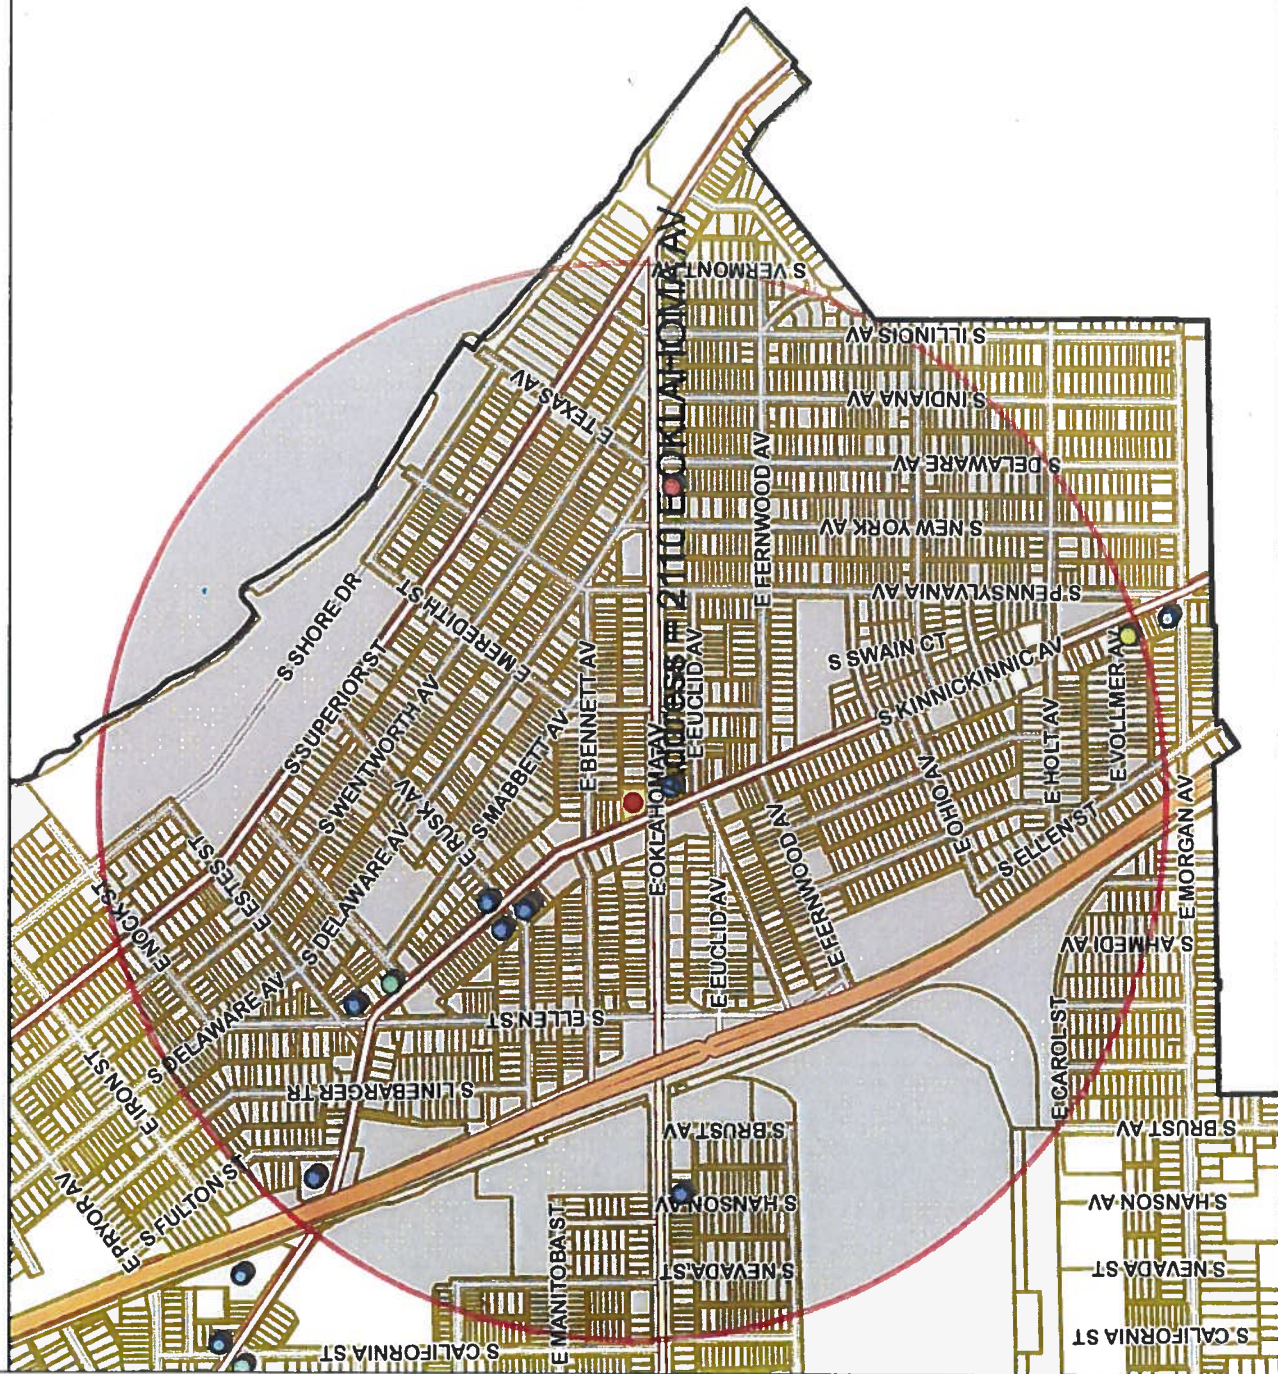 S VERMONT AV
S ILLINOIS AV
E TEXAS AV
S INDIANA AV
E FERNWOOD AV
S DELAWARE AV
S NEW YORK AV
Address = 2110 E OKLAHOMA AV
S SHORE DR
E MEREDITH ST
S PENNSYLVANIA AV
S SUPERIOR ST
S WENTWORTH AV
S SWAIN CT
E BENNETT AV
E EUCLID AV
S KINNICKINNIC AV
E VOLLMER AV
S MABBETT AV
E RUSK AV
E HOLT AV
E OHIO AV
E OKLAHOMA AV
E ESTES ST
S DELAWARE AV
E FERNWOOD AV
S ELLEN ST
E MORGAN AV
E NOCK ST
E EUCLID AV
S AHMEDI AV
S DELAWARE AV
S ELLEN ST
E IRON ST
S LINEBARGER TR
E CAROL ST
S BRUST AV
S BRUST AV
E PRYOR AV
S FULTON ST
S HANSON AV
S HANSON AV
E MANITOBA ST
S NEVADA ST
S NEVADA ST
S CALIFORNIA ST
S CALIFORNIA ST